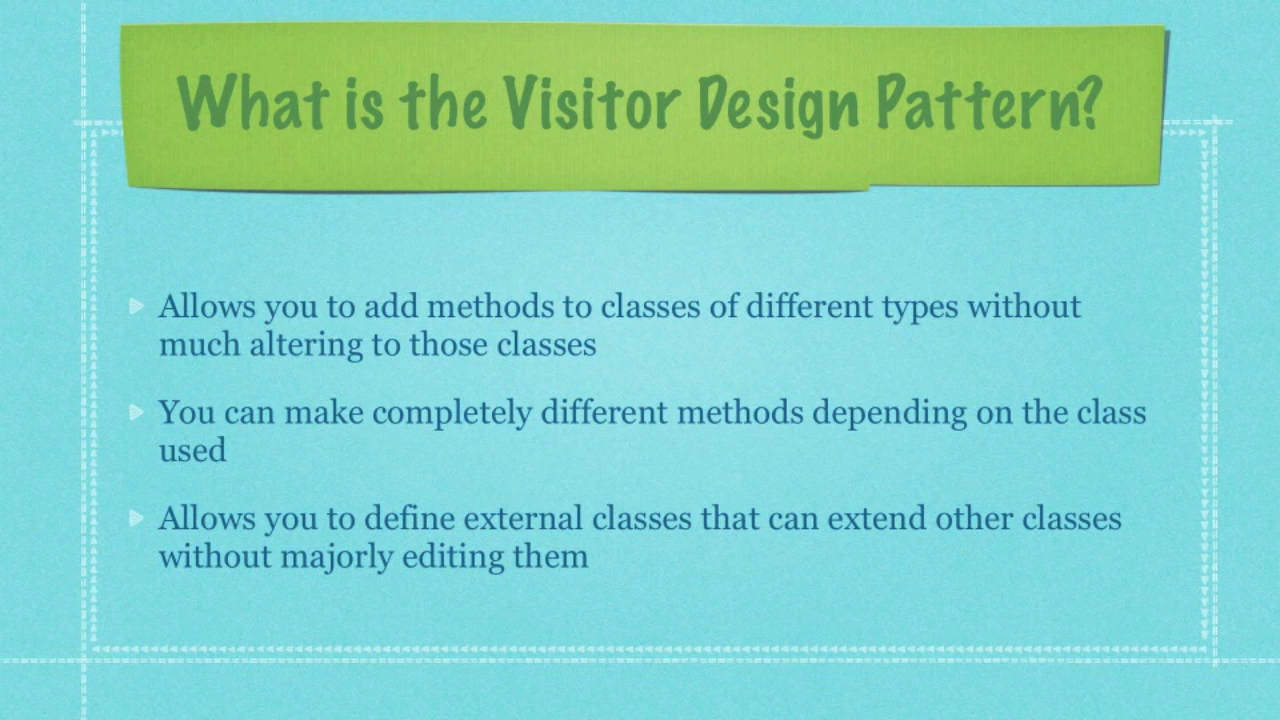 What is the Visitor Design Pattern?
Allows you to add methods to classes of different types without
much altering to those classes
You can make completely different methods depending on the class
used
Allows you to define external classes that can extend other classes
without majorly editing them